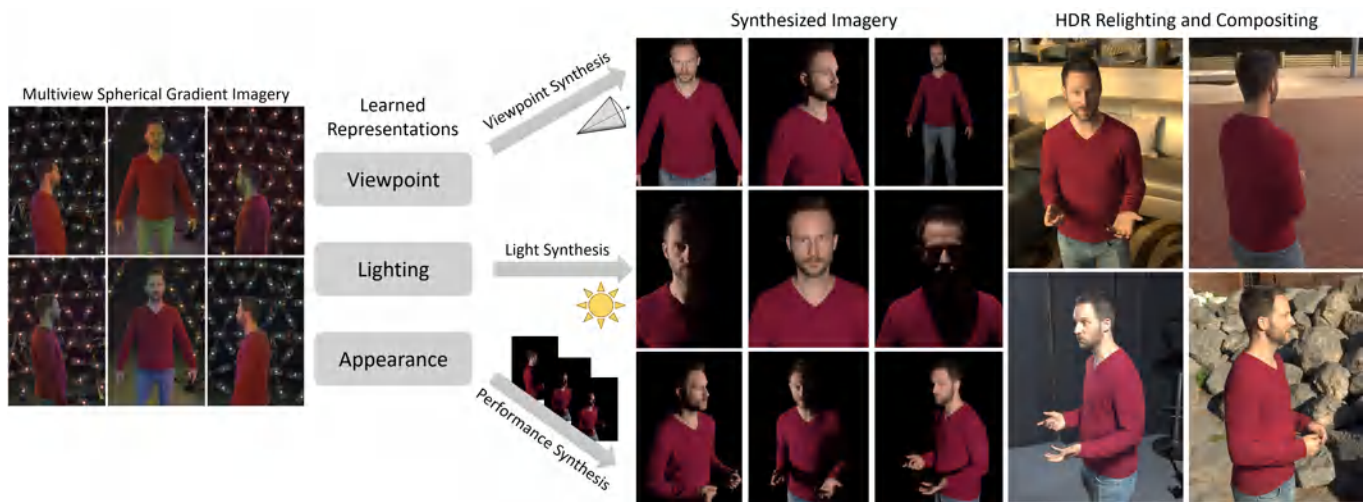 Synthesized Imagery
HDR Relighting and Compositing
Multiview Spherical Gradient Imagery
Learned
Representations
Viewpoint
Lighting
Appearance
Viewpoint Synthesis
Light Synthesis
Performance Synthesis